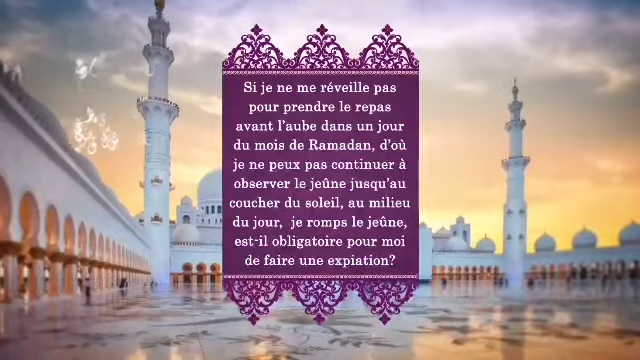 Si je ne me réveille pas
pour prendre le repas
avant l'aube dans un jour
du mois de Ramadan, d'où
je ne peux pas continuer à
observer le jeûne jusqu'au
coucher du soleil, au milieu
du jour, je romps le jeûne,
est-il obligatoire pour moi
de faire une expiation?